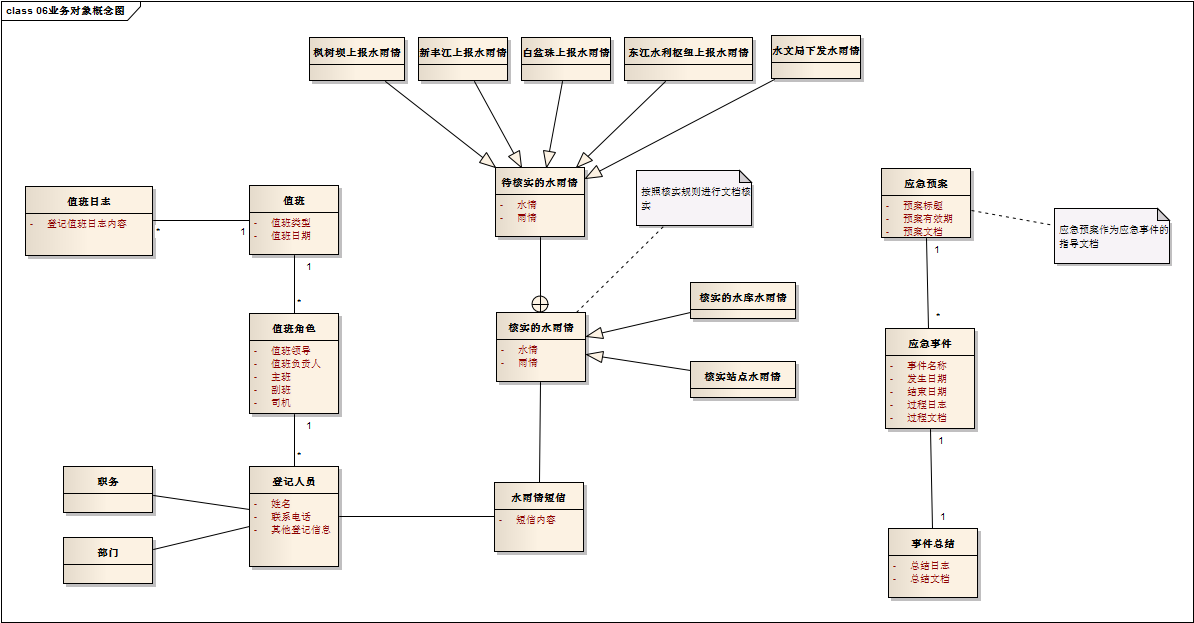 class 06业务对象概念图
枫树坝上报水雨情
新丰江上报水雨情
白盆珠上报水雨情
东江水利枢纽上报水雨情
水文局下发水雨情
待核实的水雨情
- 水情
- 雨情
按照核实规则进行文档核
实
应急预案
- 预案标题
- 预案有效期
- 预案文档
应急预案作为应急事件的
指导文档
值班日志
- 登记值班日志内容
*
1
值班
- 值班类型
- 值班日期
1
*
值班角色
- 值班领导
- 值班负责人
- 主班
- 副班
- 司机
1
*
核实的水雨情
- 水情
- 雨情
核实的水库水雨情
核实站点水雨情
1
*
应急事件
- 事件名称
- 发生日期
- 结束日期
- 过程日志
- 过程文档
1
1
职务
部门
登记人员
- 姓名
- 联系电话
- 其他登记信息
水雨情短信
- 短信内容
事件总结
- 总结日志
- 总结文档